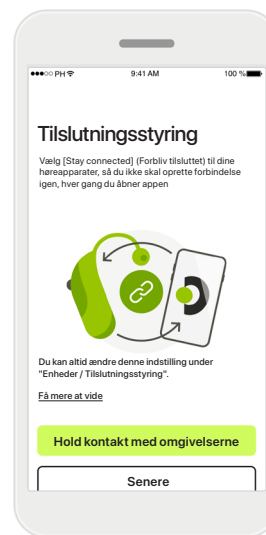 PH 9:41 AM 100 %
Tilslutningsstyring
Vælg [Stay connected] (Forbliv tilsluttet) til dine
høreapparater, så du ikke skal oprette forbindelse
igen, hver gang du åbner appen
Du kan altid ændre denne indstilling under
"Enheder / Tilslutningsstyring".
Få mere at vide
Hold kontakt med omgivelserne
Senere